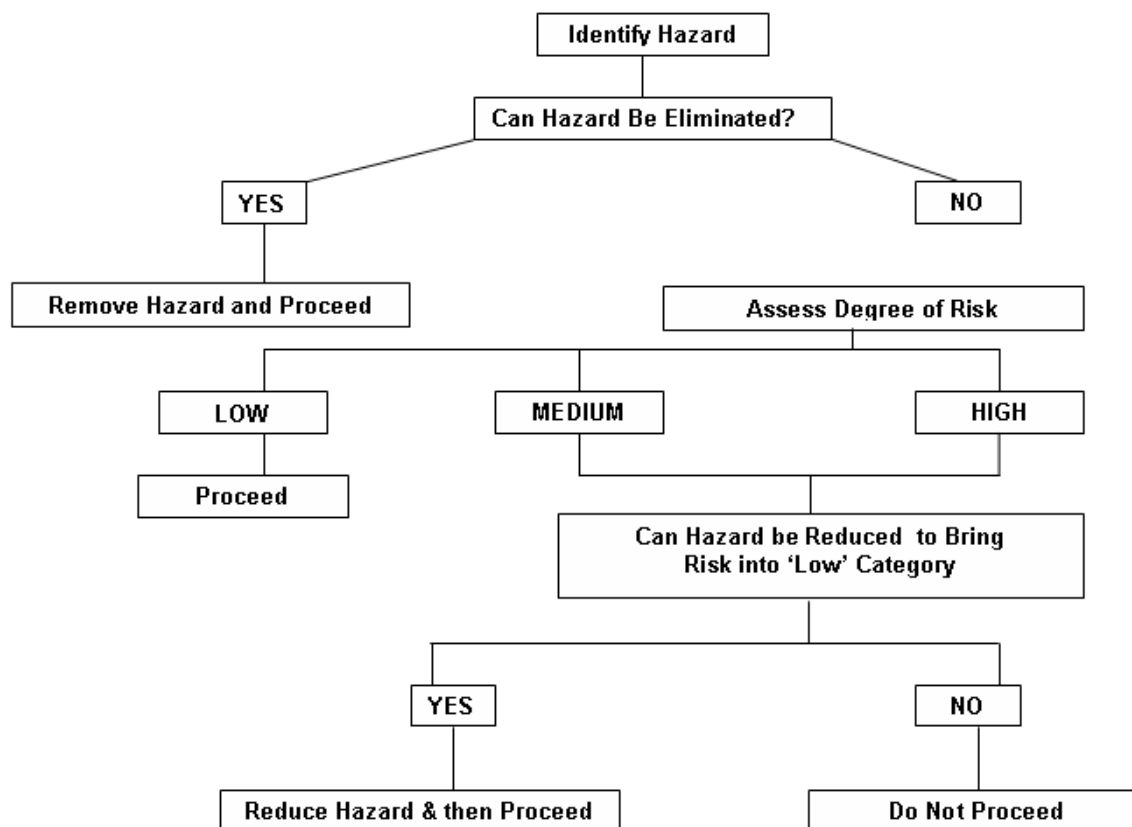 Identify Hazard
Can Hazard Be Eliminated?
YES
NO
Remove Hazard and Proceed
Assess Degree of Risk
LOW
MEDIUM
HIGH
Proceed
Can Hazard be Reduced to Bring
Risk into ‘Low’ Category
YES
NO
Reduce Hazard & then Proceed
Do Not Proceed